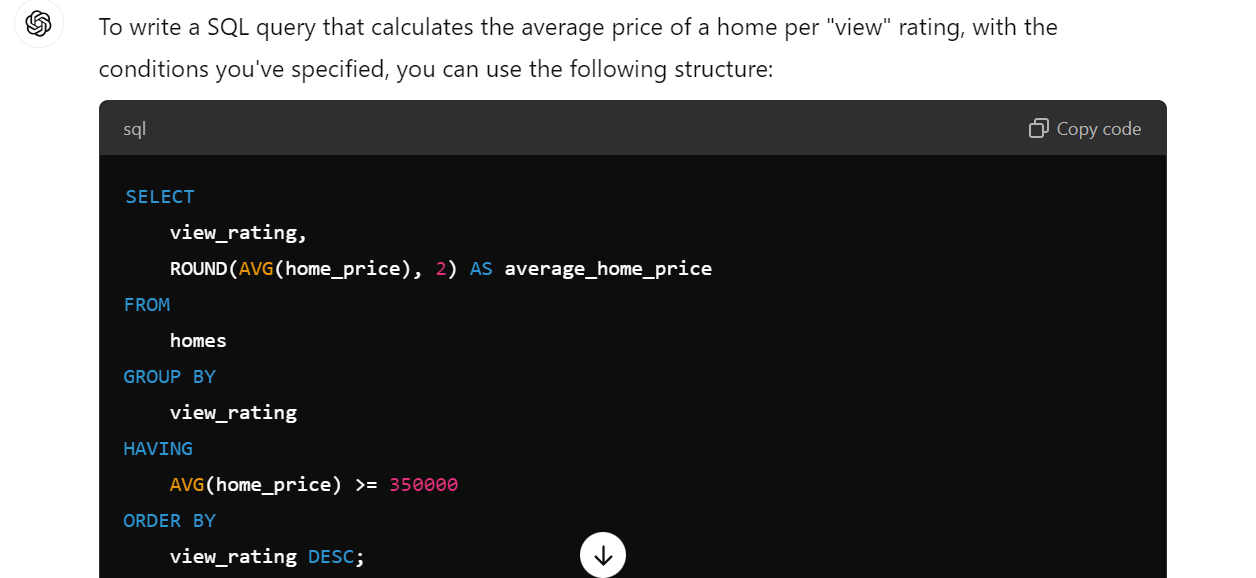 To write a SQL query that calculates the average price of a home per "view" rating, with the
conditions you've specified, you can use the following structure:
sql Copy code
SELECT
view_rating,
ROUND(AVG(home_price), 2) AS average_home_price
FROM
homes
GROUP BY
view_rating
HAVING
AVG(home_price) >= 350000
ORDER BY
view_rating DESC;